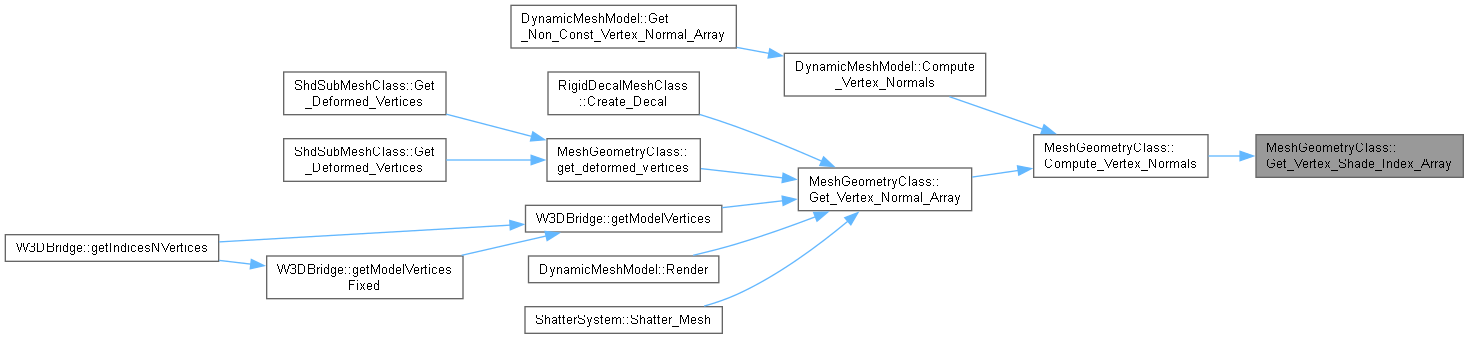 DynamicMeshModel::Get
_Non_Const_Vertex_Normal_Array
DynamicMeshModel::Compute
_Vertex_Normals
ShdSubMeshClass::Get
_Deformed_Vertices
RigidDecalMeshClass
::Create_Decal
ShdSubMeshClass::Get
_Deformed_Vertices
MeshGeometryClass::
get_deformed_vertices
MeshGeometryClass::
Compute_Vertex_Normals
MeshGeometryClass::
Get_Vertex_Shade_Index_Array
MeshGeometryClass::
Get_Vertex_Normal_Array
W3DBridge::getModelVertices
W3DBridge::getIndicesNVertices
W3DBridge::getModelVertices
Fixed
DynamicMeshModel::Render
ShatterSystem::Shatter_Mesh